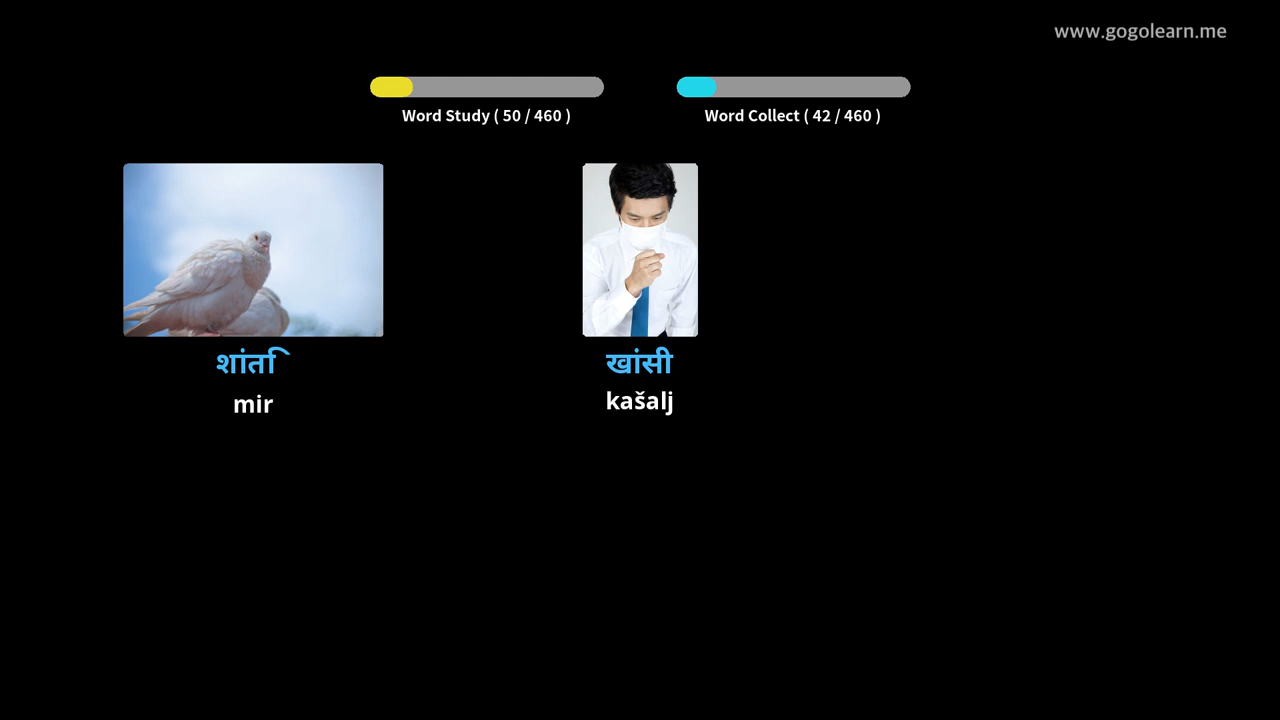 www.gogolearn.me
Word Study ( 50 / 460 )
Word Collect ( 42 / 460 )
शांति
खांसी
mir
kašalj